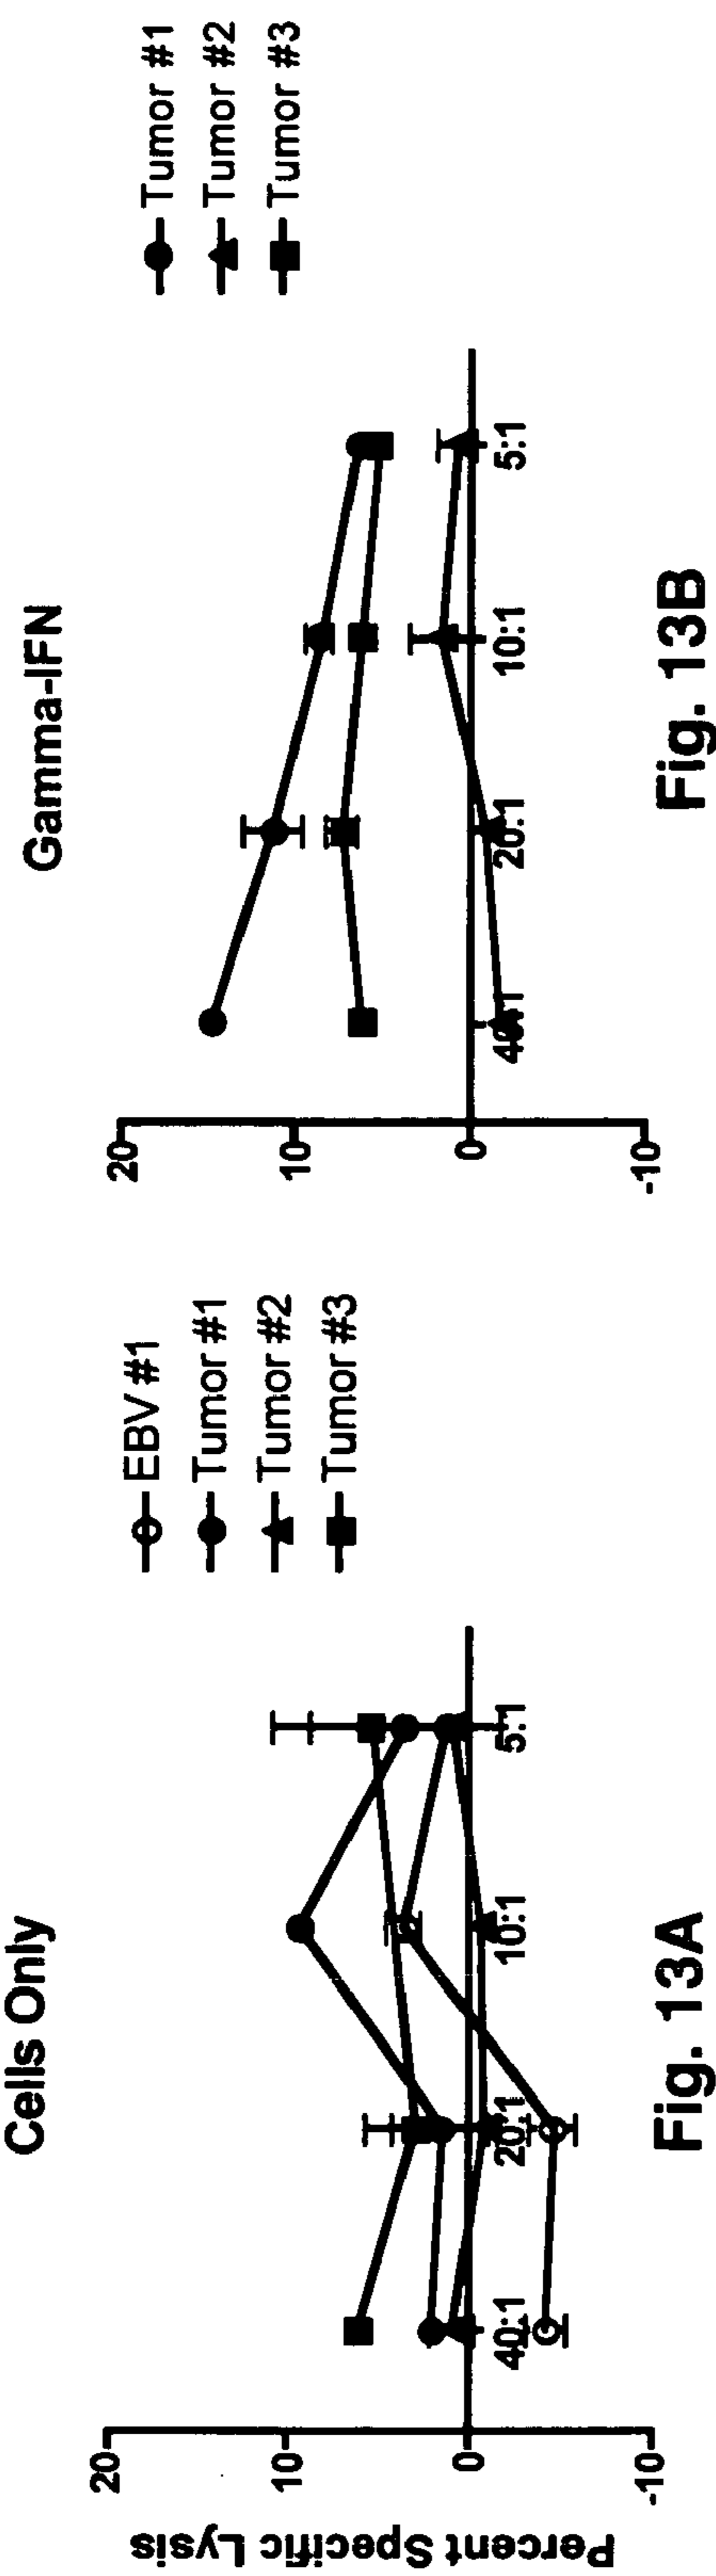 Cells Only
Percent Specific Lysis
20
10
0
-10
40:1
20:1
10:1
5:1
EBV #1
Tumor #1
Tumor #2
Tumor #3
Fig. 13A
Gamma-IFN
20
10
0
-10
40:1
20:1
10:1
5:1
Tumor #1
Tumor #2
Tumor #3
Fig. 13B